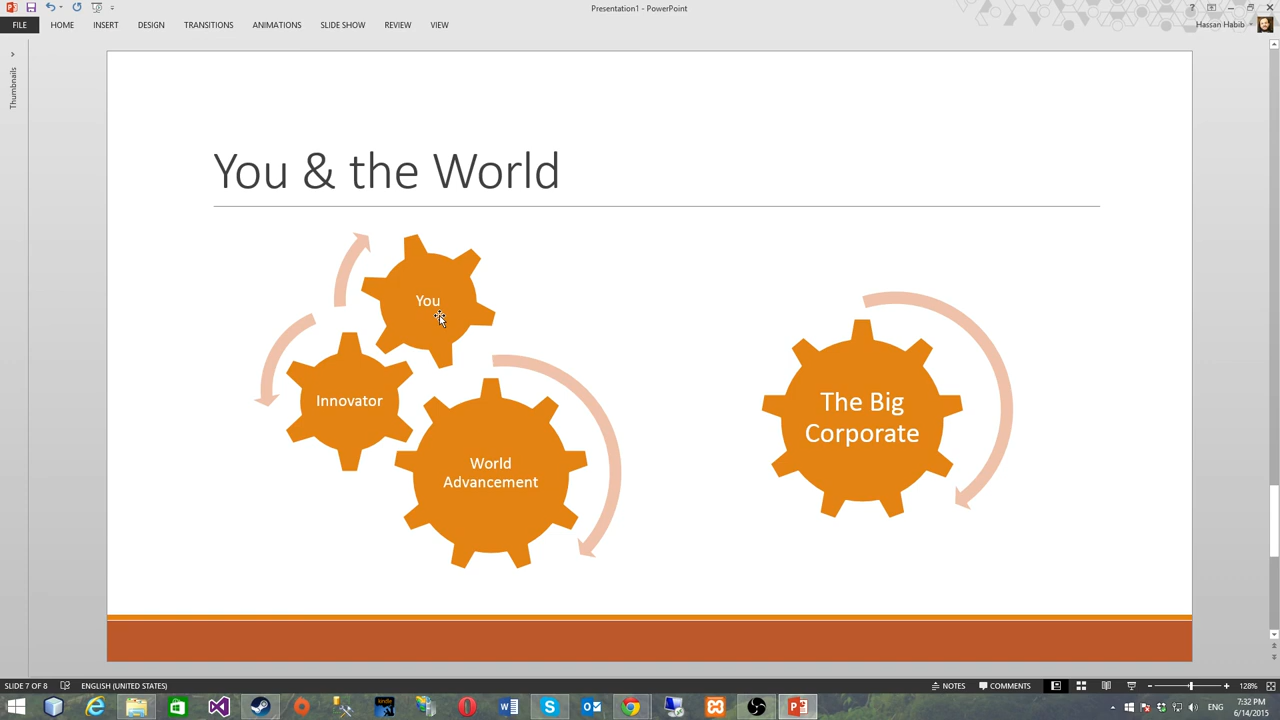 Presentation1 - PowerPoint
?
FILE
HOME
INSERT
DESIGN
TRANSITIONS
ANIMATIONS
SLIDE SHOW
REVIEW
VIEW
Hassan Habib
Thumbnails
You & the World
You
Innovator
World
Advancement
The Big
Corporate
SLIDE 7 OF 8
ENGLISH (UNITED STATES)
NOTES
COMMENTS
128%
kindle
ENG
7:32 PM
6/14/2015